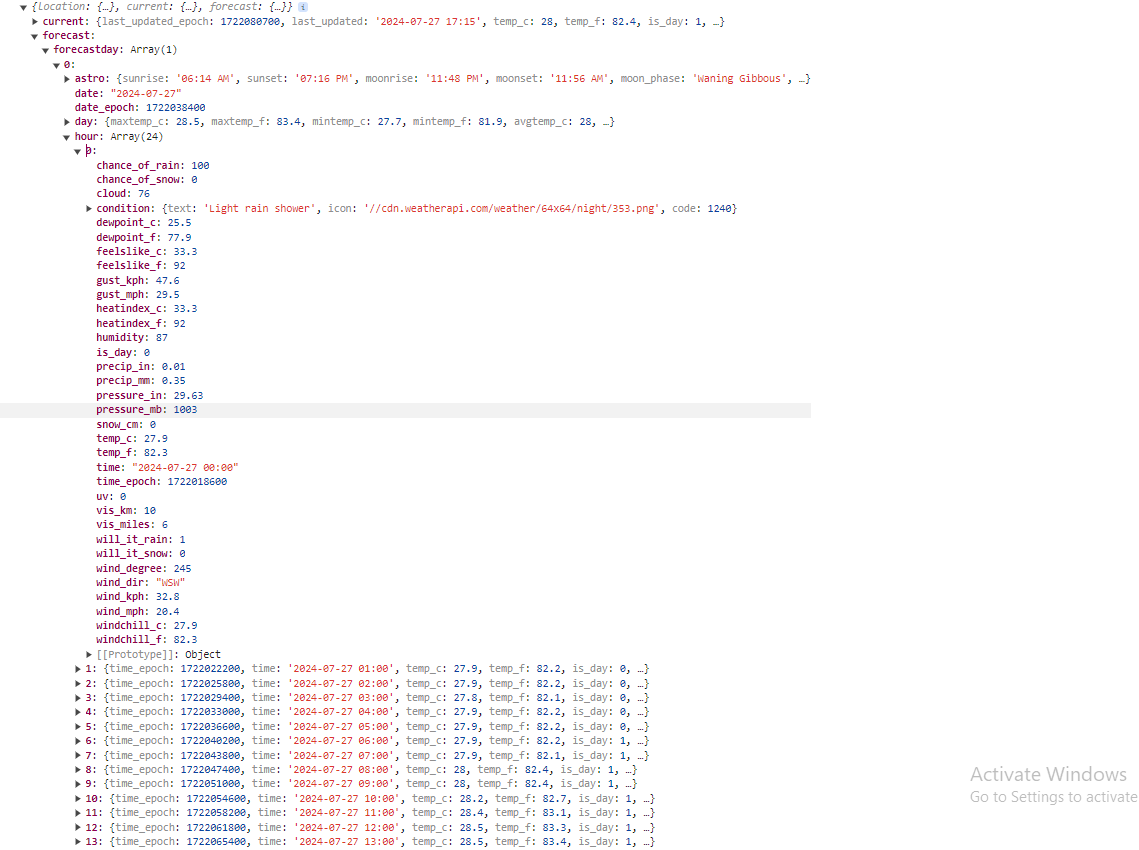 ▼ {location: {…}, current: {…}, forecast: {…}} i
▶ current: {last_updated_epoch: 1722080700, last_updated: '2024-07-27 17:15', temp_c: 28, temp_f: 82.4, is_day: 1, …}
▼ forecast:
▼ forecastday: Array(1)
▼ 0:
▶ astro: {sunrise: '06:14 AM', sunset: '07:16 PM', moonrise: '11:48 PM', moonset: '11:56 AM', moon_phase: 'Waning Gibbous', …}
date: "2024-07-27"
date_epoch: 1722038400
▶ day: {maxtemp_c: 28.5, maxtemp_f: 83.4, mintemp_c: 27.7, mintemp_f: 81.9, avgtemp_c: 28, …}
▼ hour: Array(24)
▼ 0:
chance_of_rain: 100
chance_of_snow: 0
cloud: 76
▶ condition: {text: 'Light rain shower', icon: '//cdn.weatherapi.com/weather/64x64/night/353.png', code: 1240}
dewpoint_c: 25.5
dewpoint_f: 77.9
feelslike_c: 33.3
feelslike_f: 92
gust_kph: 47.6
gust_mph: 29.5
heatindex_c: 33.3
heatindex_f: 92
humidity: 87
is_day: 0
precip_in: 0.01
precip_mm: 0.35
pressure_in: 29.63
pressure_mb: 1003
snow_cm: 0
temp_c: 27.9
temp_f: 82.3
time: "2024-07-27 00:00"
time_epoch: 1722018600
uv: 0
vis_km: 10
vis_miles: 6
will_it_rain: 1
will_it_snow: 0
wind_degree: 245
wind_dir: "WSW"
wind_kph: 32.8
wind_mph: 20.4
windchill_c: 27.9
windchill_f: 82.3
▶ [[Prototype]]: Object
▶ 1: {time_epoch: 1722022200, time: '2024-07-27 01:00', temp_c: 27.9, temp_f: 82.2, is_day: 0, …}
▶ 2: {time_epoch: 1722025800, time: '2024-07-27 02:00', temp_c: 27.9, temp_f: 82.2, is_day: 0, …}
▶ 3: {time_epoch: 1722029400, time: '2024-07-27 03:00', temp_c: 27.8, temp_f: 82.1, is_day: 0, …}
▶ 4: {time_epoch: 1722033000, time: '2024-07-27 04:00', temp_c: 27.9, temp_f: 82.2, is_day: 0, …}
▶ 5: {time_epoch: 1722036600, time: '2024-07-27 05:00', temp_c: 27.9, temp_f: 82.2, is_day: 0, …}
▶ 6: {time_epoch: 1722040200, time: '2024-07-27 06:00', temp_c: 27.9, temp_f: 82.2, is_day: 1, …}
▶ 7: {time_epoch: 1722043800, time: '2024-07-27 07:00', temp_c: 27.9, temp_f: 82.1, is_day: 1, …}
▶ 8: {time_epoch: 1722047400, time: '2024-07-27 08:00', temp_c: 28, temp_f: 82.4, is_day: 1, …}
▶ 9: {time_epoch: 1722051000, time: '2024-07-27 09:00', temp_c: 28, temp_f: 82.4, is_day: 1, …}
▶ 10: {time_epoch: 1722054600, time: '2024-07-27 10:00', temp_c: 28.2, temp_f: 82.7, is_day: 1, …}
▶ 11: {time_epoch: 1722058200, time: '2024-07-27 11:00', temp_c: 28.4, temp_f: 83.1, is_day: 1, …}
▶ 12: {time_epoch: 1722061800, time: '2024-07-27 12:00', temp_c: 28.5, temp_f: 83.3, is_day: 1, …}
▶ 13: {time_epoch: 1722065400, time: '2024-07-27 13:00', temp_c: 28.5, temp_f: 83.4, is_day: 1, …}
Activate Windows
Go to Settings to activate